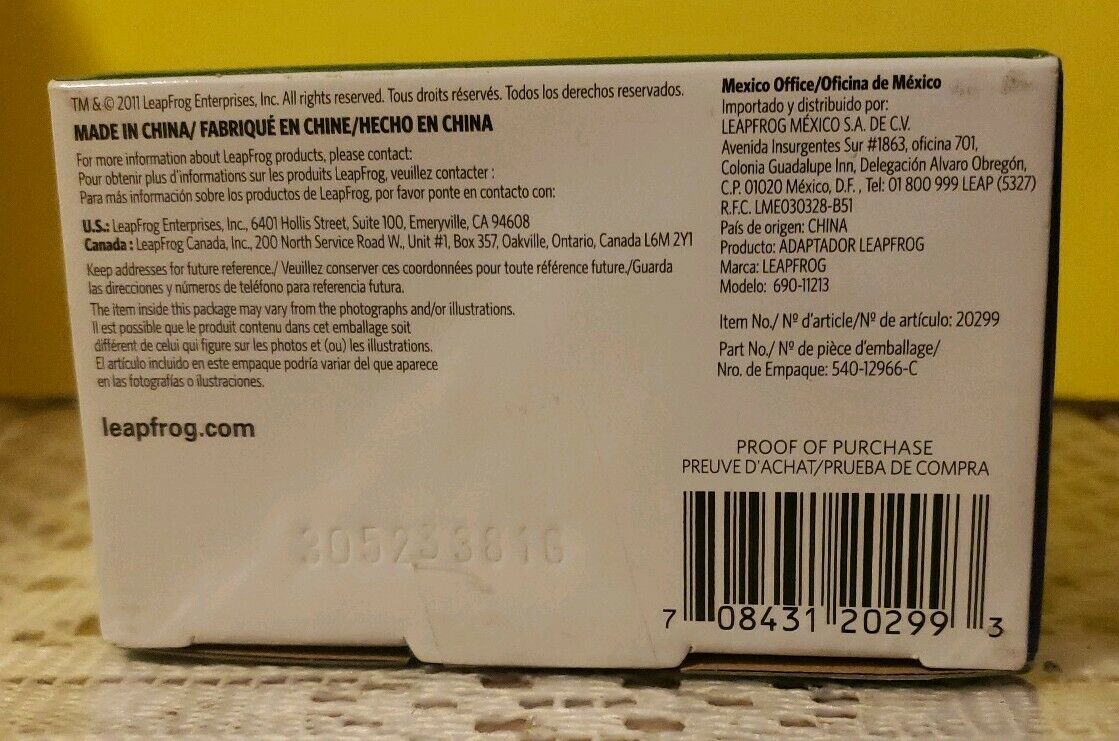 TM & © 2011 LeapFrog Enterprises, Inc. All rights reserved. Tous droits réservés. Todos los derechos reservados.
MADE IN CHINA/ FABRIQUÉ EN CHINE/HECHO EN CHINA
For more information about LeapFrog products, please contact:
Pour obtenir plus d'informations sur les produits LeapFrog, veuillez contacter :
Para más información sobre los productos de LeapFrog, por favor ponte en contacto con:
U.S.: LeapFrog Enterprises, Inc., 6401 Hollis Street, Suite 100, Emeryville, CA 94608
Canada : LeapFrog Canada, Inc., 200 North Service Road W., Unit #1, Box 357, Oakville, Ontario, Canada L6M 2Y1
Keep addresses for future reference./ Veuillez conserver ces coordonnées pour toute référence future./Guarda
las direcciones y números de teléfono para referencia futura.
The item inside this package may vary from the photographs and/or illustrations.
Il est possible que le produit contenu dans cet emballage soit
différent de celui qui figure sur les photos et (ou) les illustrations.
El artículo incluido en este empaque podría variar del que aparece
en las fotografías o ilustraciones.
leapfrog.com
305233816
Mexico Office/Oficina de México
Importado y distribuido por:
LEAPFROG MÉXICO S.A. DE C.V.
Avenida Insurgentes Sur #1863, oficina 701,
Colonia Guadalupe Inn, Delegación Alvaro Obregón,
C.P. 01020 México, D.F., Tel: 01 800 999 LEAP (5327)
R.F.C. LME030328-B51
País de origen: CHINA
Producto: ADAPTADOR LEAPFROG
Marca: LEAPFROG
Modelo: 690-11213
Item No./ Nº d'article/Nº de artículo: 20299
Part No./ Nº de pièce d'emballage/
Nro. de Empaque: 540-12966-C
PROOF OF PURCHASE
PREUVE D'ACHAT/PRUEBA DE COMPRA
7 08431 20299 3